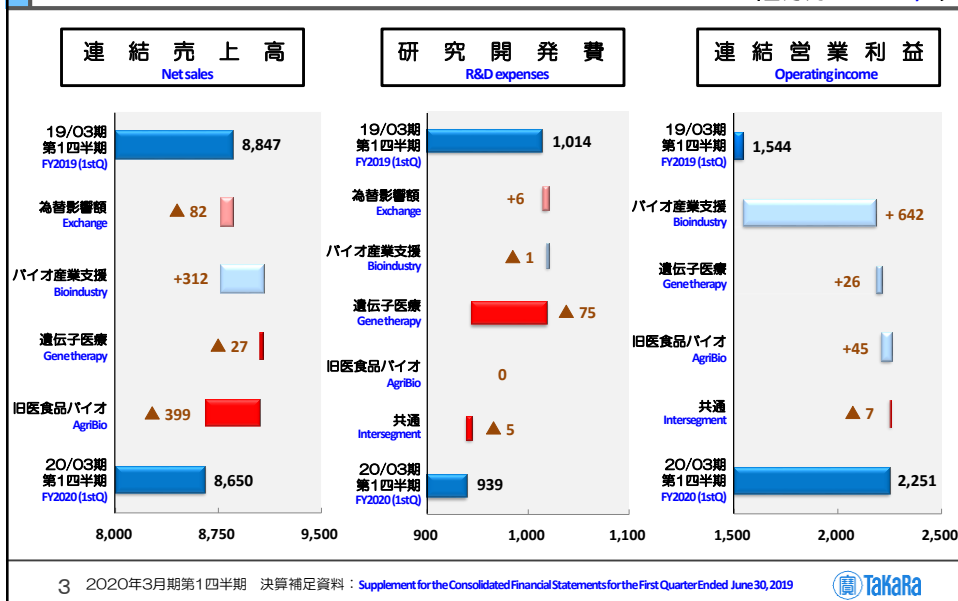 連 結 売 上 高
Net sales
19/03期
第1四半期
FY2019 (1stQ)
8,847
為替影響額
Exchange
▲ 82
バイオ産業支援
Bioindustry
+312
遺伝子医療
Gene therapy
▲ 27
旧医食品バイオ
AgriBio
▲ 399
20/03期
第1四半期
FY2020 (1stQ)
8,650
8,000 8,750 9,500
研 究 開 発 費
R&D expenses
19/03期
第1四半期
FY2019 (1stQ)
1,014
為替影響額
Exchange
+6
バイオ産業支援
Bioindustry
▲ 1
遺伝子医療
Gene therapy
▲ 75
旧医食品バイオ
AgriBio
0
共通
Intersegment
▲ 5
20/03期
第1四半期
FY2020 (1stQ)
939
900 1,000 1,100
連 結 営 業 利 益
Operating income
19/03期
第1四半期
FY2019 (1stQ)
1,544
バイオ産業支援
Bioindustry
+ 642
遺伝子医療
Gene therapy
+26
旧医食品バイオ
AgriBio
+45
共通
Intersegment
▲ 7
20/03期
第1四半期
FY2020 (1stQ)
2,251
1,500 2,000 2,500
3 2020年3月期第1四半期 決算補足資料：Supplement for the Consolidated Financial Statements for the First Quarter Ended June 30, 2019
寳 TaKaRa